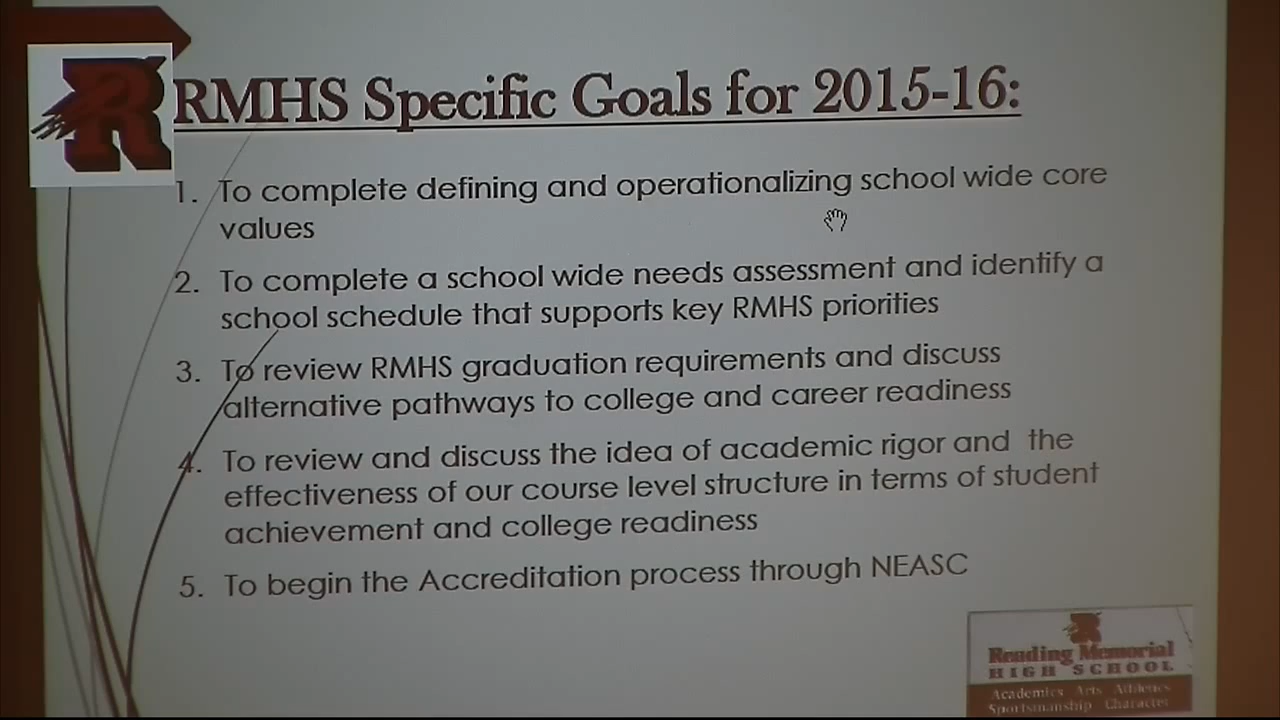 R
RMHS Specific Goals for 2015-16:
1. To complete defining and operationalizing school wide core
values
2. To complete a school wide needs assessment and identify a
school schedule that supports key RMHS priorities
3. To review RMHS graduation requirements and discuss
alternative pathways to college and career readiness
4. To review and discuss the idea of academic rigor and the
effectiveness of our course level structure in terms of student
achievement and college readiness
5. To begin the Accreditation process through NEASC
R
Reading Memorial
HIGH SCHOOL
Academics Arts Athletics
Sportsmanship Character